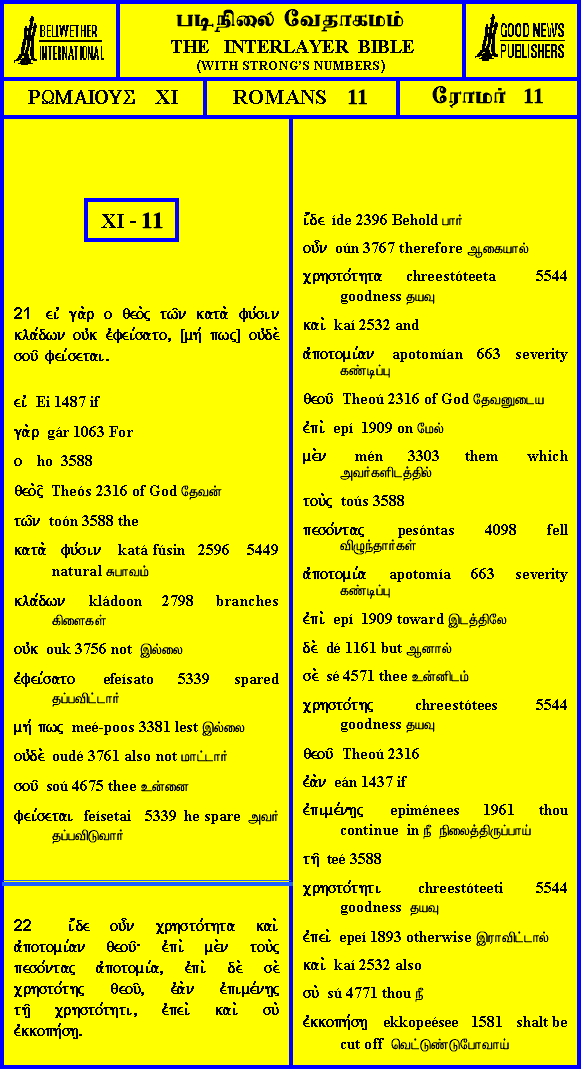 BELLWETHER
INTERNATIONAL
படிநிலை வேதாகமம்
THE INTERLAYER BIBLE
(WITH STRONG'S NUMBERS)
GOOD NEWS
PUBLISHERS
ΡΩΜΑΙΟΥΣ XI
ROMANS 11
ரோமர் 11
XI - 11
21 εἰ γὰρ ο θεὸς τῶν κατὰ φύσιν
κλάδων οὐκ ἐφείσατο, [μή πως] οὐδὲ
σοῦ φείσεται.
εἰ Ei 1487 if
γὰρ gár 1063 For
ο ho 3588
θεὸς Theós 2316 of God தேவன்
τῶν toón 3588 the
κατὰ φύσιν katá fúsin 2596 5449
natural சுபாவம்
κλάδων kládoon 2798 branches
கிளைகள்
οὐκ ouk 3756 not இல்லை
ἐφείσατο efeísato 5339 spared
தப்பவிட்டார்
μή πως meé-poos 3381 lest இல்லை
οὐδὲ oudé 3761 also not மாட்டார்
σοῦ soú 4675 thee உன்னை
φείσεται feísetai 5339 he spare அவர்
தப்பவிடுவார்
22 ἴδε οὖν χρηστότητα καὶ
ἀποτομίαν θεοῦ· ἐπὶ μὲν τοὺς
πεσόντας ἀποτομία, ἐπὶ δὲ σὲ
χρηστότης θεοῦ, ἐὰν ἐπιμένῃς
τῇ χρηστότητι, ἐπεὶ καὶ σὺ
ἐκκοπήσῃ.
ἴδε íde 2396 Behold பார்
οὖν oún 3767 therefore ஆகையால்
χρηστότητα chreestóteeta 5544
goodness தயவு
καὶ kaí 2532 and
ἀποτομίαν apotomían 663 severity
கண்டிப்பு
θεοῦ Theoú 2316 of God தேவனுடைய
ἐπὶ epí 1909 on மேல்
μὲν mén 3303 them which
அவர்களிடத்தில்
τοὺς toús 3588
πεσόντας pesóntas 4098 fell
விழுந்தார்கள்
ἀποτομία apotomía 663 severity
கண்டிப்பு
ἐπὶ epí 1909 toward இடத்திலே
δὲ dé 1161 but ஆனால்
σὲ sé 4571 thee உன்னிடம்
χρηστότης chreestótees 5544
goodness தயவு
θεοῦ Theoú 2316
ἐὰν eán 1437 if
ἐπιμένῃς epiménees 1961 thou
continue in நீ நிலைத்திருப்பாய்
τῇ teé 3588
χρηστότητι chreestóteeti 5544
goodness தயவு
ἐπεὶ epeí 1893 otherwise இராவிட்டால்
καὶ kaí 2532 also
σὺ sú 4771 thou நீ
ἐκκοπήσῃ ekkopeésee 1581 shalt be
cut off வெட்டுண்டுபோவாய்